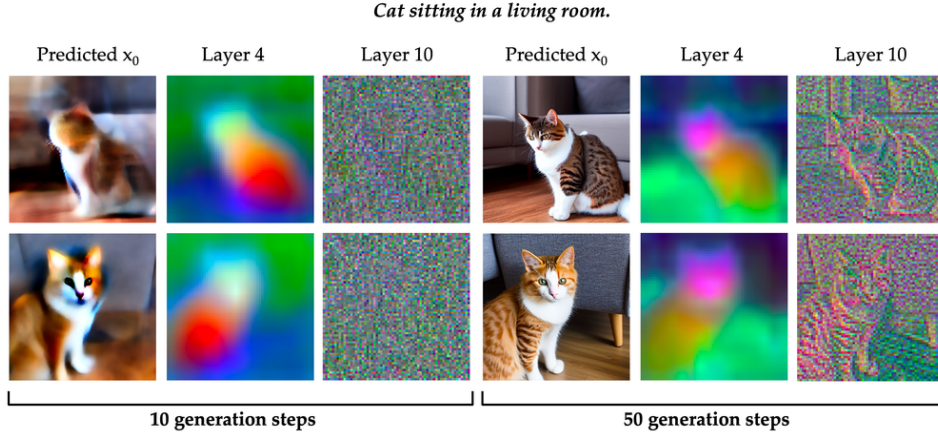 Cat sitting in a living room.
Predicted x₀ Layer 4 Layer 10 Predicted x₀ Layer 4 Layer 10
10 generation steps 50 generation steps